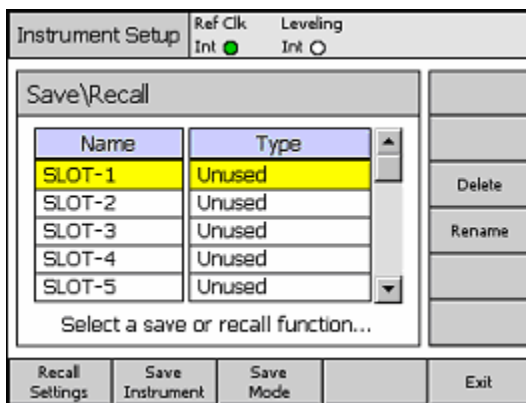 Instrument Setup
Ref Clk Leveling
Int Int
Save\Recall
Name Type
SLOT-1 Unused
SLOT-2 Unused
SLOT-3 Unused
SLOT-4 Unused
SLOT-5 Unused
Select a save or recall function...
Delete
Rename
Recall Settings
Save Instrument
Save Mode
Exit